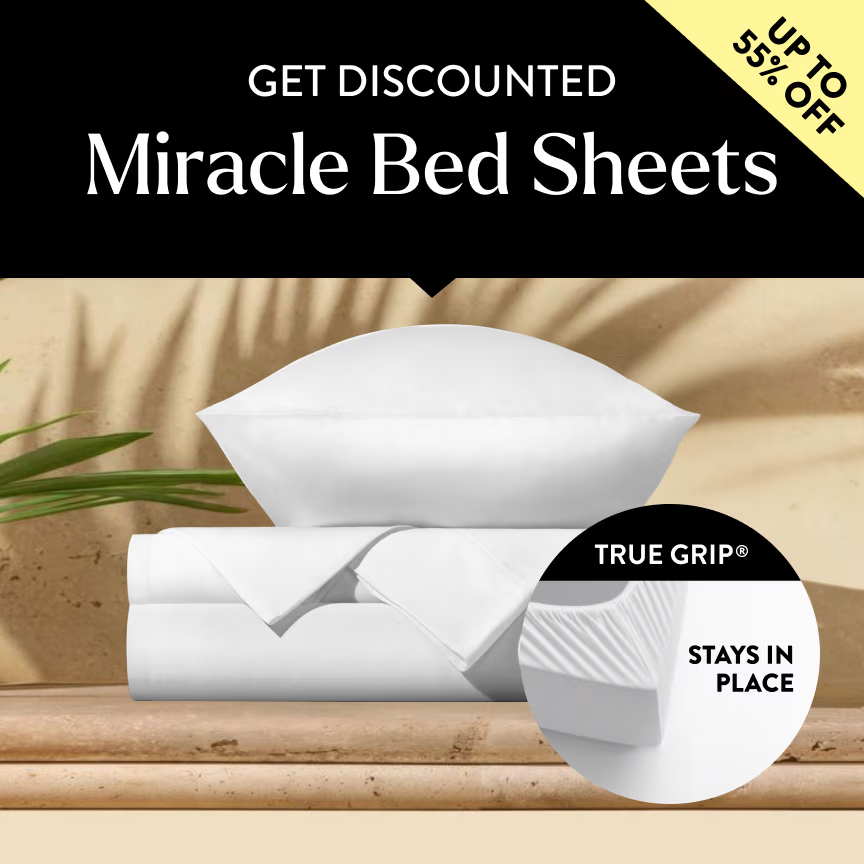 GET DISCOUNTED
Miracle Bed Sheets
UP TO
55% OFF
TRUE GRIP®
STAYS IN
PLACE